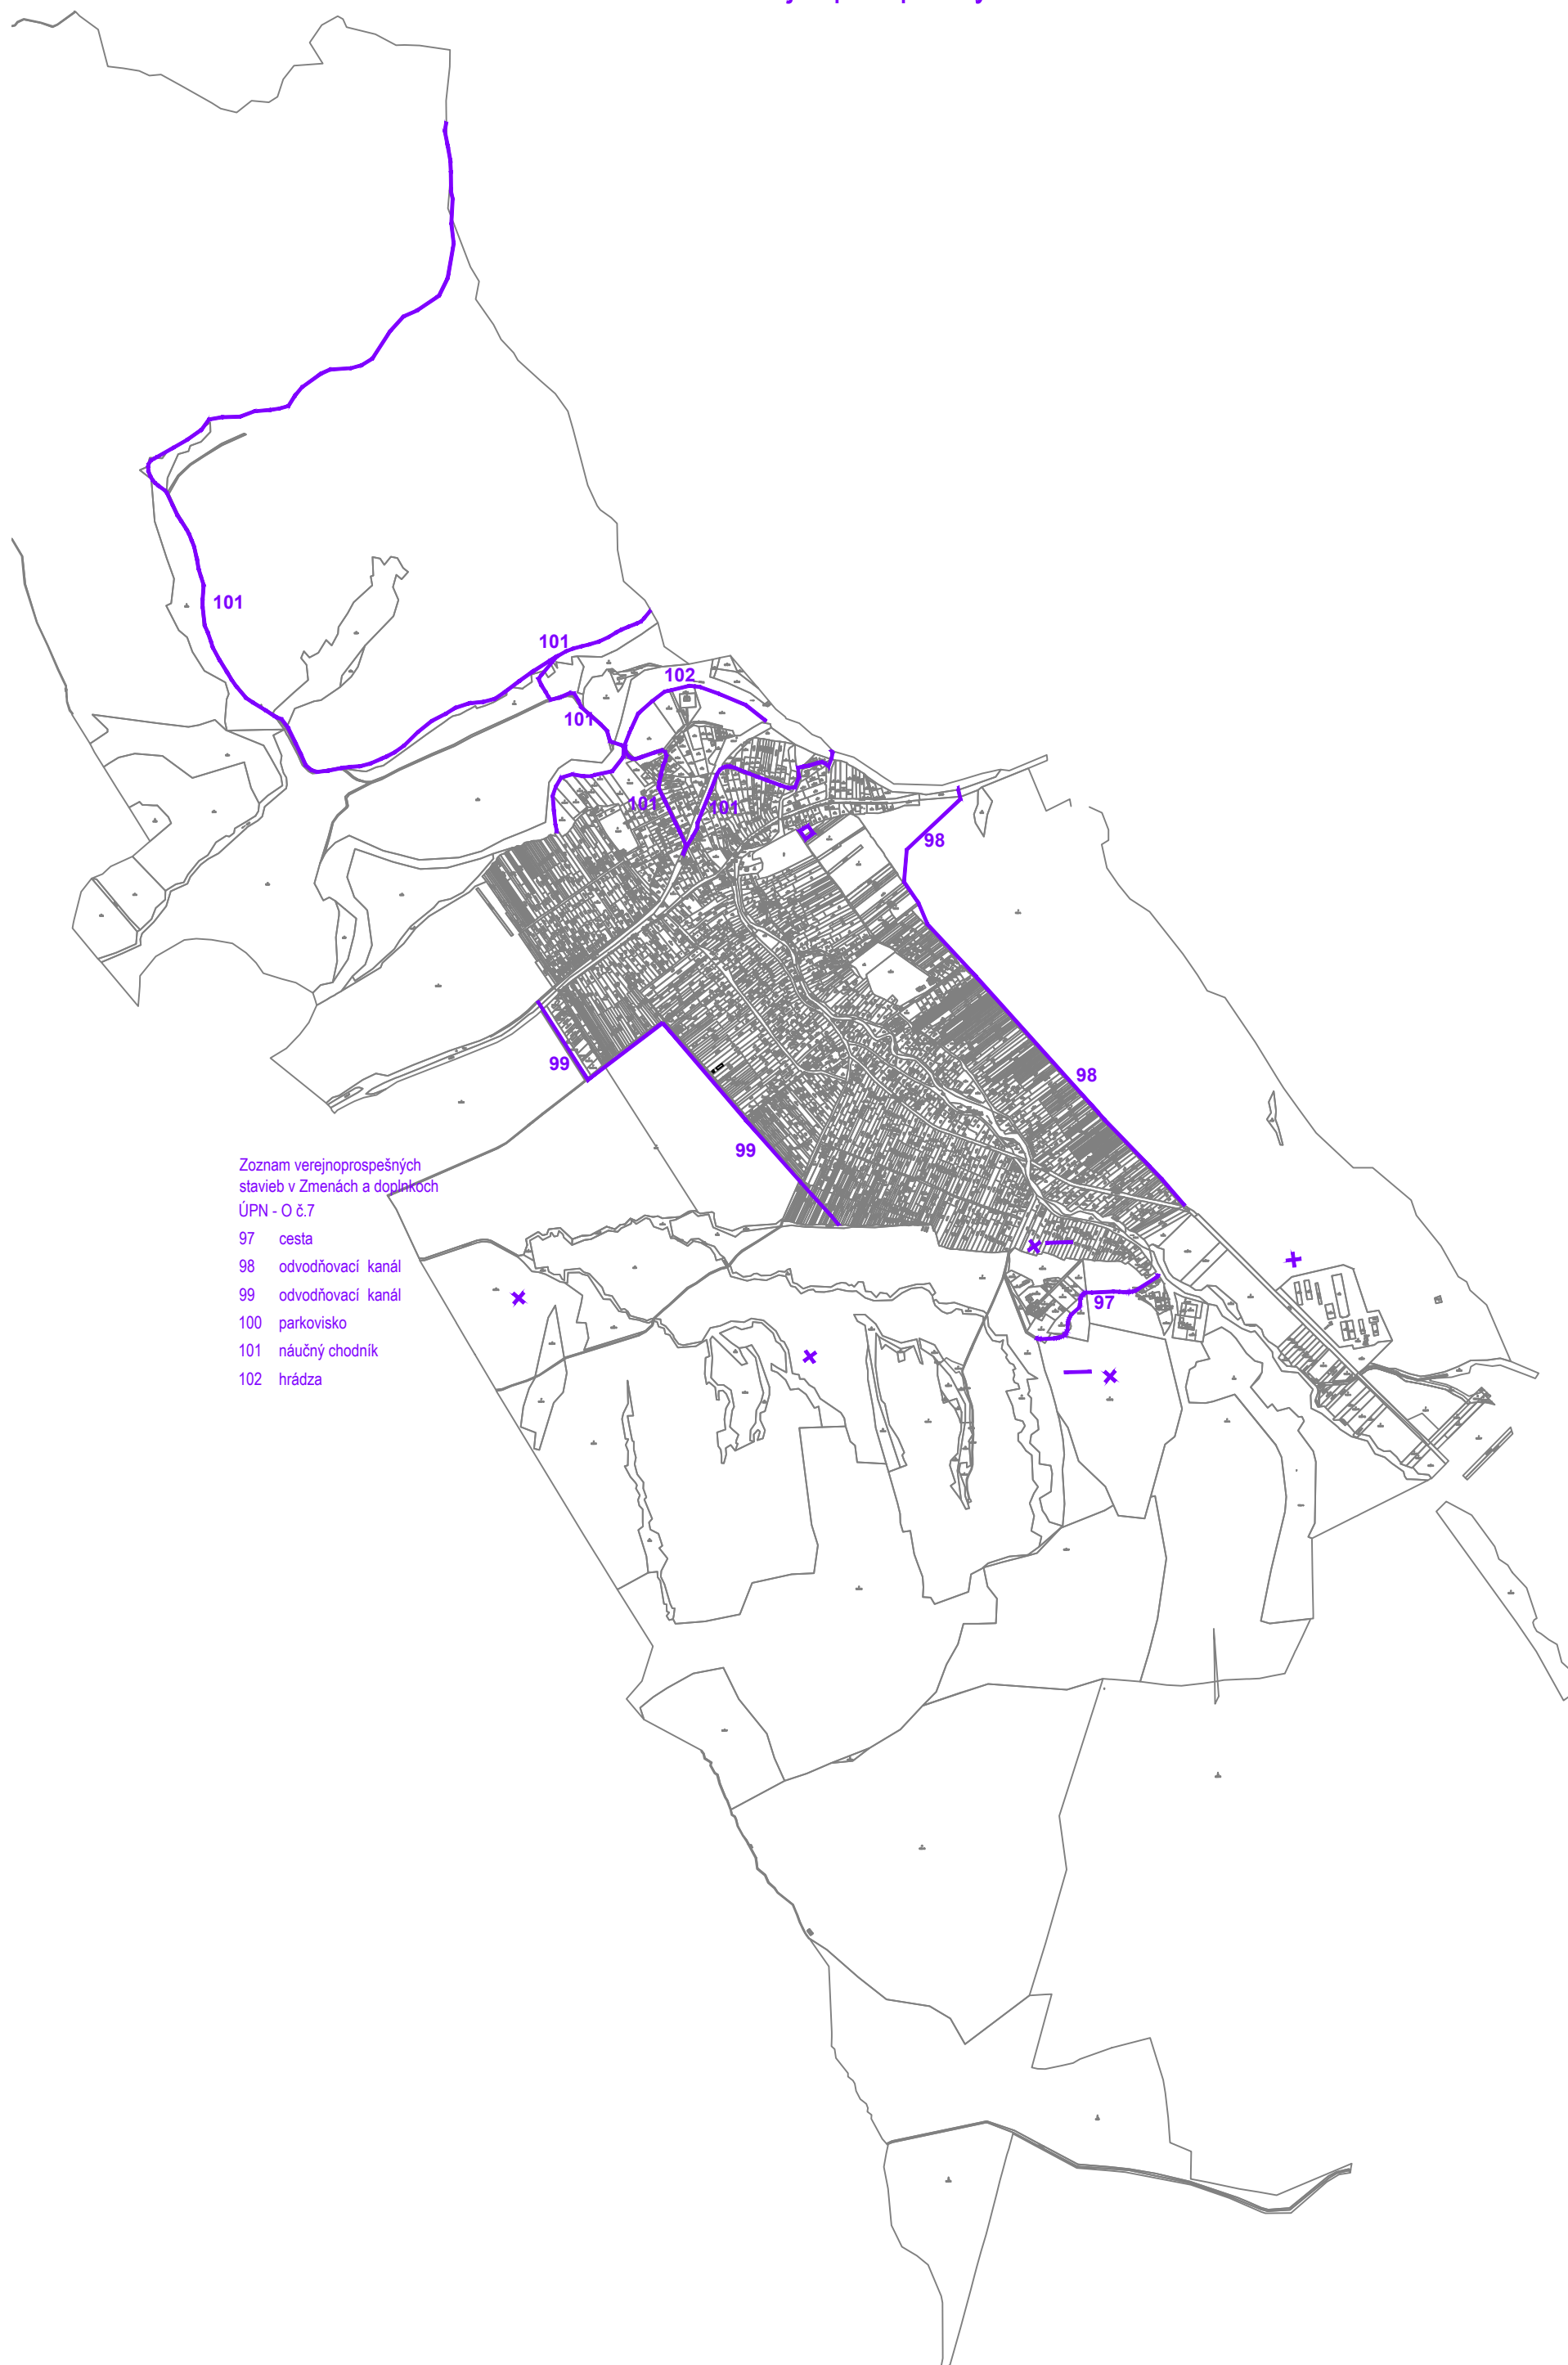 101
101
102
101
101
101
98
98
99
99
Zoznam verejnoprospešných
stavieb v Zmenách a doplnkoch
ÚPN - O č.7
97 cesta
98 odvodňovací kanál
99 odvodňovací kanál
100 parkovisko
101 náučný chodník
102 hrádza
97